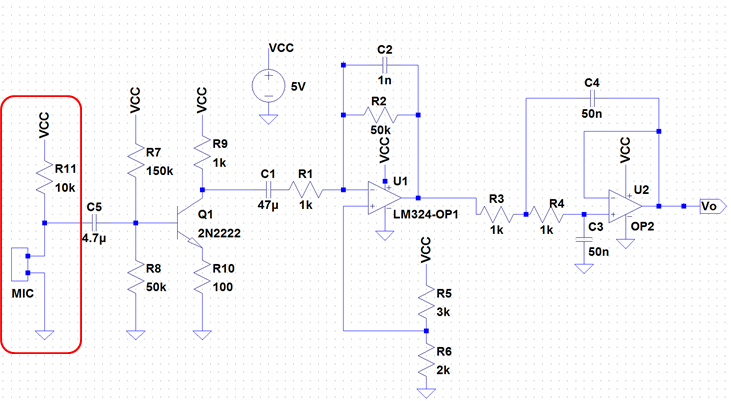 VCC
R11
10k
MIC
C5
4.7µ
VCC
R7
150k
R8
50k
VCC
R9
1k
Q1
2N2222
R10
100
VCC
5V
C1
47µ
R1
1k
C2
1n
R2
50k
VCC
U1
LM324-OP1
VCC
R5
3k
R6
2k
R3
1k
R4
1k
C4
50n
C3
50n
VCC
U2
OP2
Vo